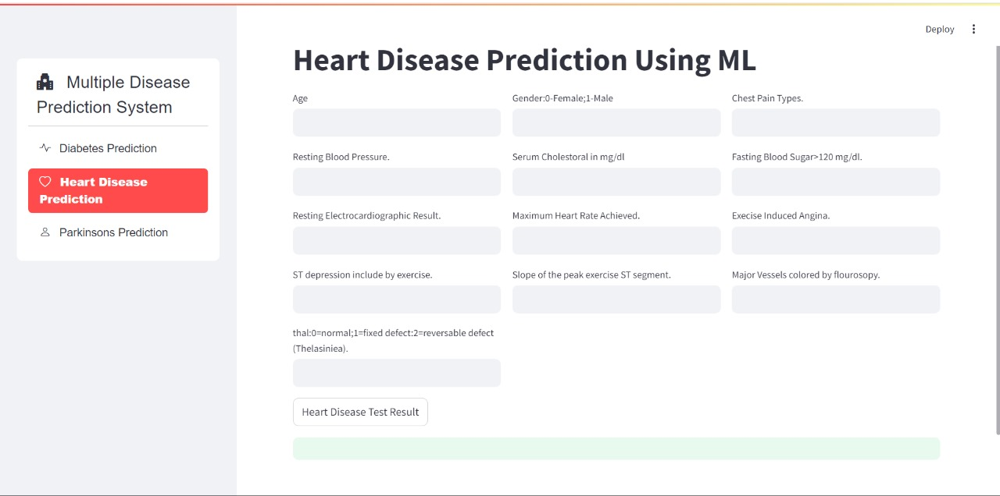 Deploy
Multiple Disease
Prediction System
Diabetes Prediction
Heart Disease
Prediction
Parkinsons Prediction
Heart Disease Prediction Using ML
Age
Gender:0-Female;1-Male
Chest Pain Types.
Resting Blood Pressure.
Serum Cholestoral in mg/dl
Fasting Blood Sugar>120 mg/dl.
Resting Electrocardiographic Result.
Maximum Heart Rate Achieved.
Execise Induced Angina.
ST depression include by exercise.
Slope of the peak exercise ST segment.
Major Vessels colored by flourosopy.
thal:0=normal;1=fixed defect:2=reversable defect
(Thelasiniea).
Heart Disease Test Result